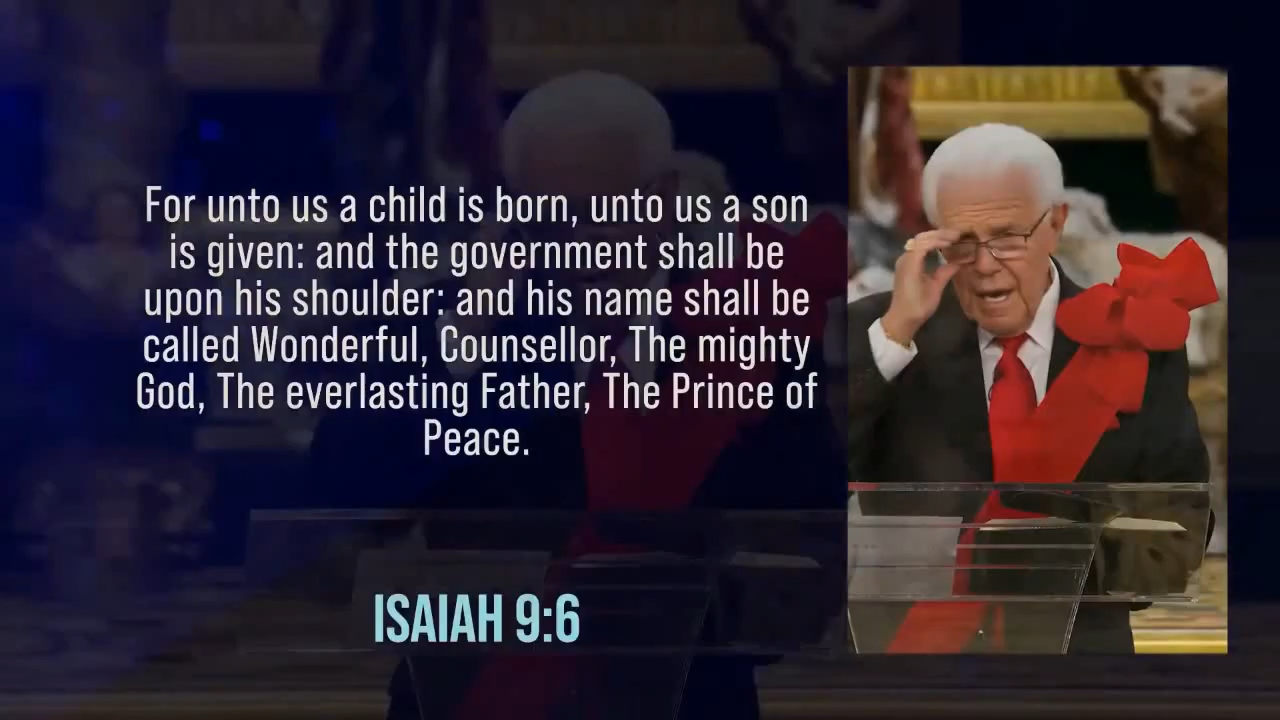 For unto us a child is born, unto us a son
is given: and the government shall be
upon his shoulder: and his name shall be
called Wonderful, Counsellor, The mighty
God, The everlasting Father, The Prince of
Peace.
ISAIAH 9:6